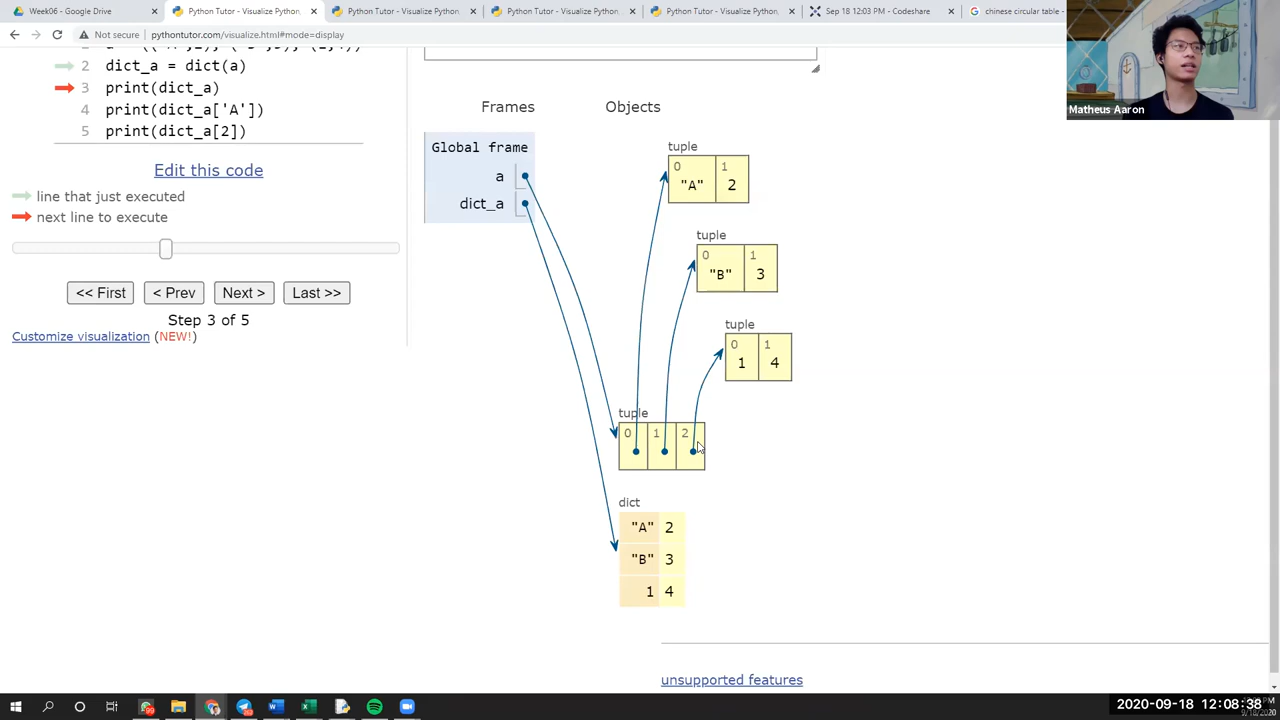 Week06 - Google Drive
Python Tutor - Visualize Python,
Python Tutor - Visualize Python,
Python Tutor - Visualize Python,
Python Tutor - Visualize Python,
Sep 18 12:03 PM - Codeshare
chinese circular table -
Not secure
pythontutor.com/visualize.html#mode=display
Matheus Aaron
2 dict_a = dict(a)
3 print(dict_a)
4 print(dict_a['A'])
5 print(dict_a[2])
Edit this code
line that just executed
next line to execute
<< First
< Prev
Next >
Last >>
Step 3 of 5
Customize visualization (NEW!)
Frames
Objects
Global frame
a
dict_a
tuple
0 1
"A" 2
tuple
0 1
"B" 3
tuple
0 1
1 4
tuple
0 1 2
dict
"A" 2
"B" 3
1 4
unsupported features
2020-09-18 12:08:38